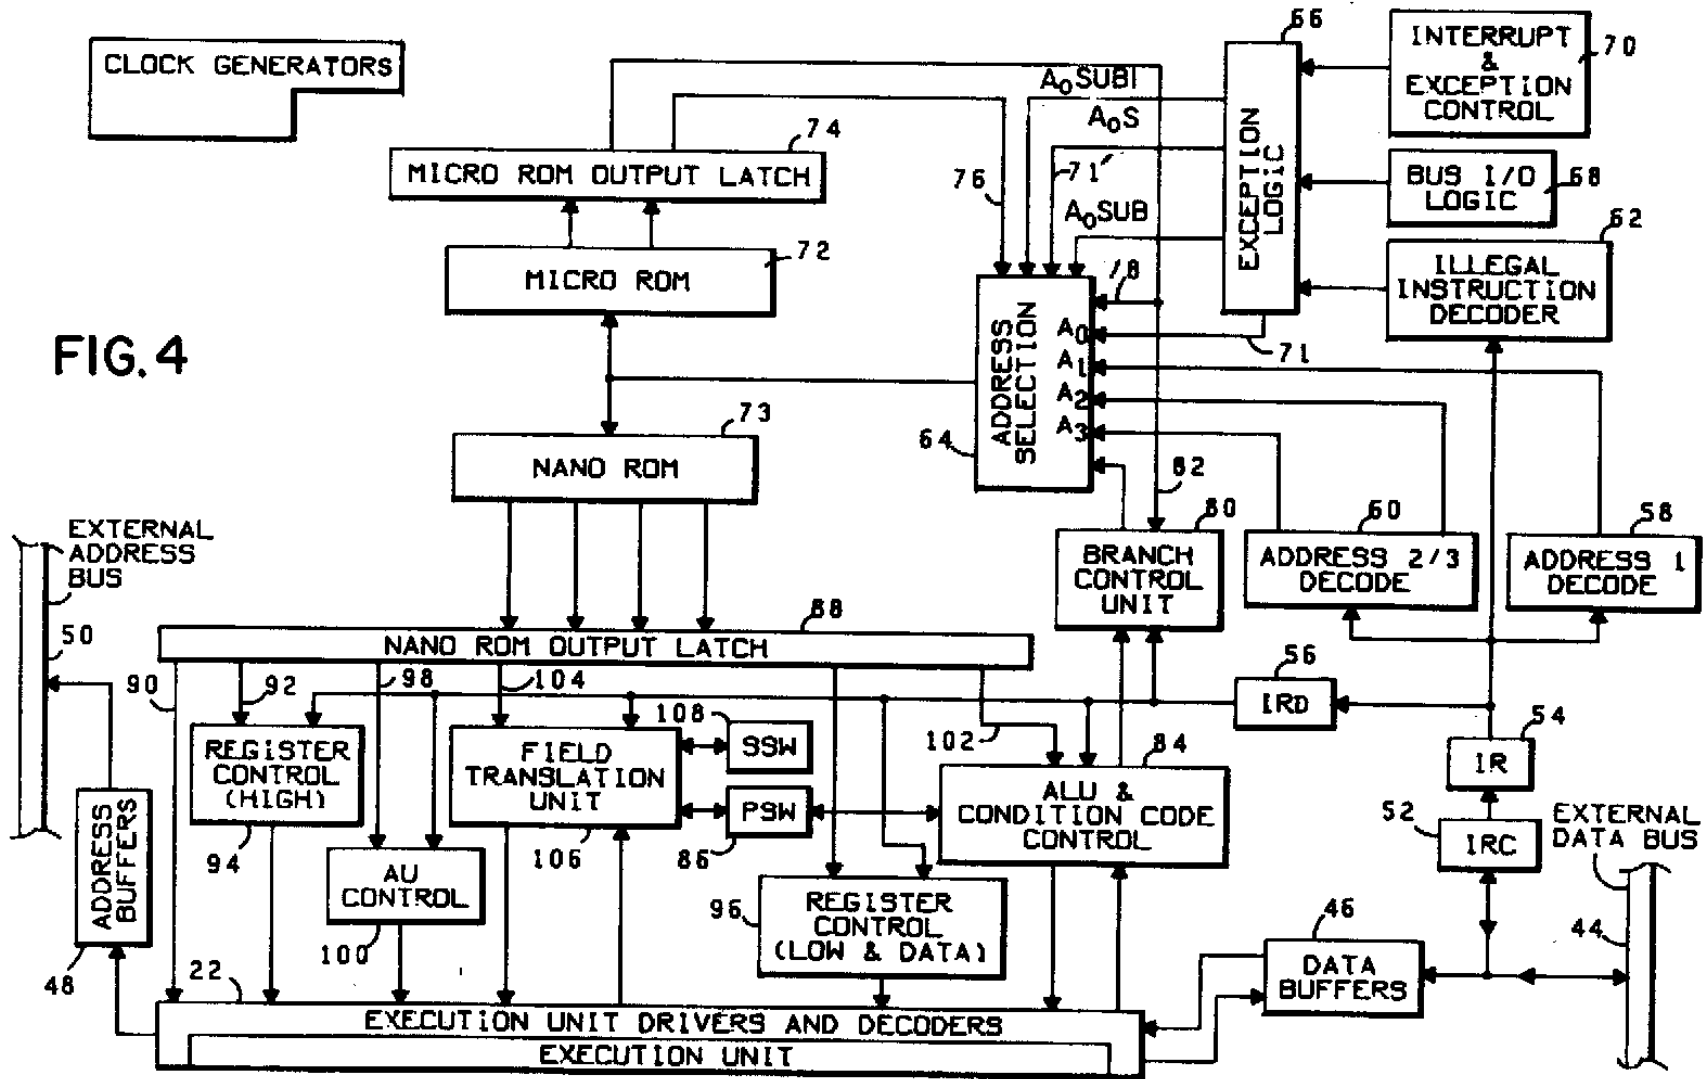 66
INTERRUPT
&
EXCEPTION
CONTROL
70
CLOCK GENERATORS
A0SUBI
A0S
74
MICRO ROM OUTPUT LATCH
76
71'
EXCEPTION
LOGIC
BUS I/O
LOGIC
68
A0SUB
62
72
MICRO ROM
78
ILLEGAL
INSTRUCTION
DECODER
FIG. 4
ADDRESS
SELECTION
A0
A1
A2
A3
71
73
64
NANO ROM
82
80
60
58
EXTERNAL
ADDRESS
BUS
BRANCH
CONTROL
UNIT
ADDRESS 2/3
DECODE
ADDRESS 1
DECODE
88
50
NANO ROM OUTPUT LATCH
90
92
98
104
56
IRD
108
102
54
REGISTER
CONTROL
(HIGH)
FIELD
TRANSLATION
UNIT
SSW
84
IR
PSW
ALU &
CONDITION CODE
CONTROL
52
IRC
EXTERNAL
DATA BUS
ADDRESS
BUFFERS
94
106
86
AU
CONTROL
96
REGISTER
CONTROL
(LOW & DATA)
46
44
100
48
22
DATA
BUFFERS
EXECUTION UNIT DRIVERS AND DECODERS
EXECUTION UNIT